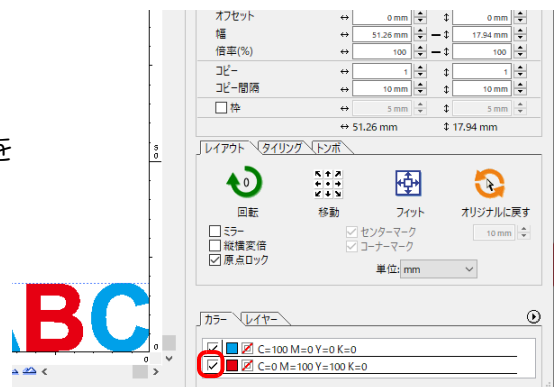 オフセット ↔ 0 mm ↕ 0 mm
幅 ↔ 51.26 mm ↕ 17.94 mm
倍率(%) ↔ 100 ↕ 100
コピー ↔ 1 ↕ 1
コピー間隔 ↔ 10 mm ↕ 10 mm
枠 ↔ 5 mm ↕ 5 mm
↔ 51.26 mm ↕ 17.94 mm
を
レイアウト タイリング トンボ
50
0
回転 移動 フィット オリジナルに戻す
ミラー センターマーク 10 mm
縦横変倍 コーナーマーク
原点ロック
単位: mm
BC
カラー レイヤー
C=100 M=0 Y=0 K=0
C=0 M=100 Y=100 K=0
0
0